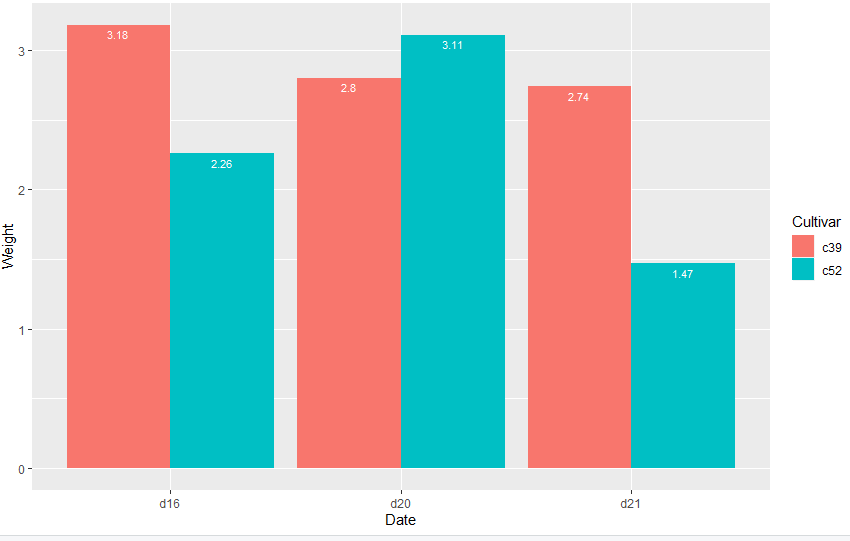 3.18
2.26
2.8
3.11
2.74
1.47
3
2
1
0
Weight
d16
d20
d21
Date
Cultivar
c39
c52